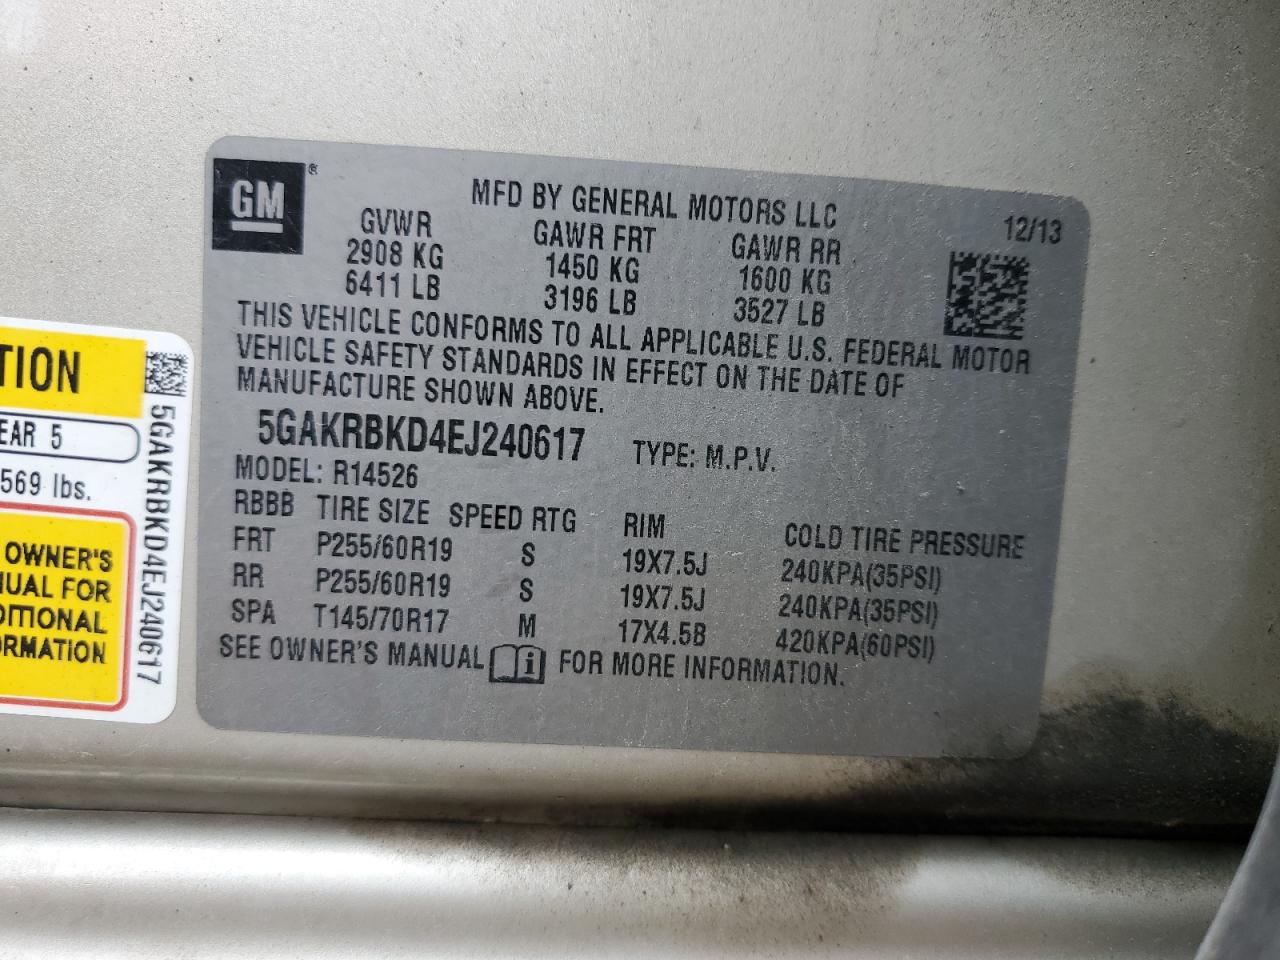 GM ®
MFD BY GENERAL MOTORS LLC
12/13
GVWR GAWR FRT GAWR RR
2908 KG 1450 KG 1600 KG
6411 LB 3196 LB 3527 LB
THIS VEHICLE CONFORMS TO ALL APPLICABLE U.S. FEDERAL MOTOR
VEHICLE SAFETY STANDARDS IN EFFECT ON THE DATE OF
MANUFACTURE SHOWN ABOVE.
5GAKRBKD4EJ240617 TYPE: M.P.V.
MODEL: R14526
RBBB TIRE SIZE SPEED RTG RIM COLD TIRE PRESSURE
FRT P255/60R19 S 19X7.5J 240KPA(35PSI)
RR P255/60R19 S 19X7.5J 240KPA(35PSI)
SPA T145/70R17 M 17X4.5B 420KPA(60PSI)
SEE OWNER'S MANUAL i FOR MORE INFORMATION.
TION
EAR 5
569 lbs.
OWNER'S
NUAL FOR
DITIONAL
ORMATION
5GAKRBKD4EJ240617